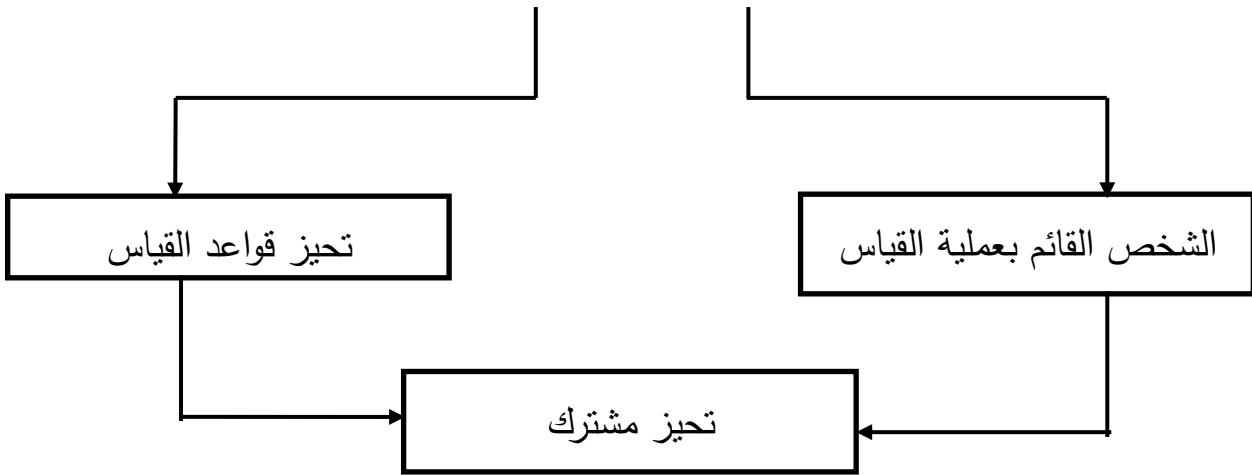 الشخص القائم بعملية القياس
تحيز قواعد القياس
تحيز مشترك